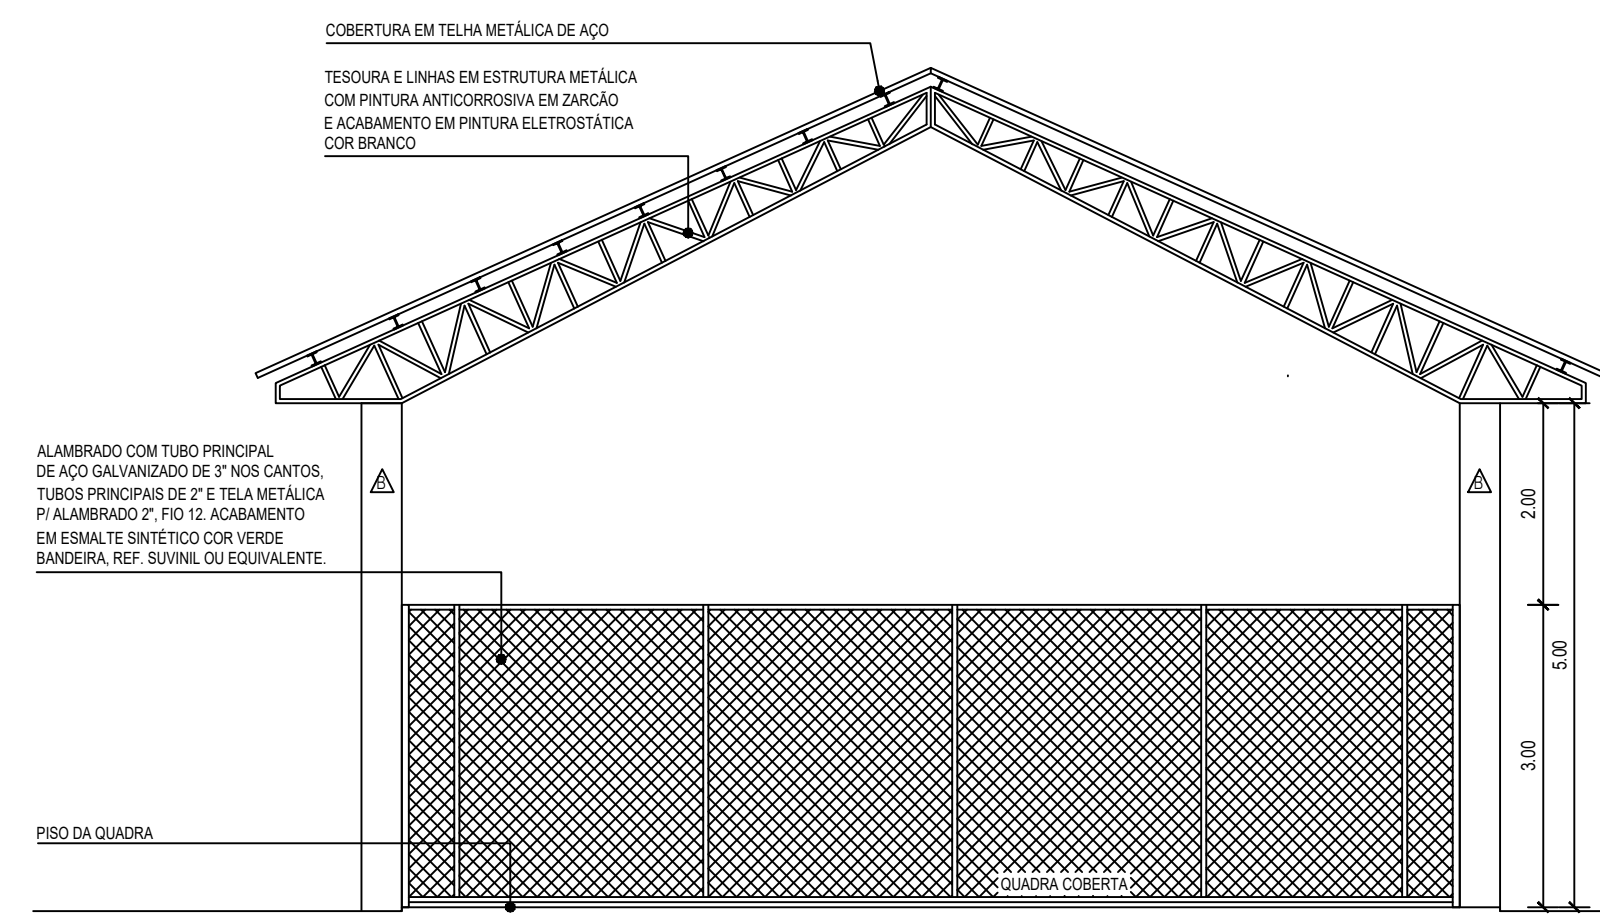 COBERTURA EM TELHA METÁLICA DE AÇO
TESOURA E LINHAS EM ESTRUTURA METÁLICA
COM PINTURA ANTICORROSIVA EM ZARCÃO
E ACABAMENTO EM PINTURA ELETROSTÁTICA
COR BRANCO
ALAMBRADO COM TUBO PRINCIPAL
DE AÇO GALVANIZADO DE 3" NOS CANTOS,
TUBOS PRINCIPAIS DE 2" E TELA METÁLICA
P/ ALAMBRADO 2", FIO 12. ACABAMENTO
EM ESMALTE SINTÉTICO COR VERDE
BANDEIRA, REF. SUVINIL OU EQUIVALENTE.
B
B
2.00
5.00
3.00
PISO DA QUADRA
QUADRA COBERTA